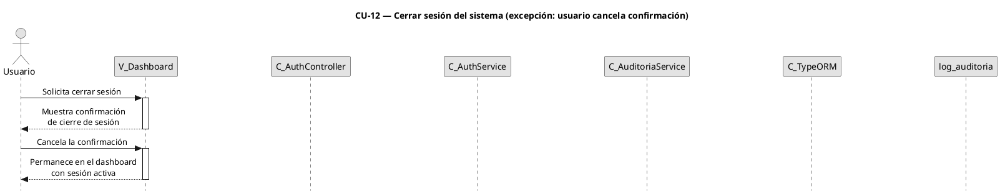 CU-12 — Cerrar sesión del sistema (excepción: usuario cancela confirmación)
Usuario
V_Dashboard
C_AuthController
C_AuthService
C_AuditoriaService
C_TypeORM
log_auditoria
Solicita cerrar sesión
Muestra confirmación
de cierre de sesión
Cancela la confirmación
Permanece en el dashboard
con sesión activa